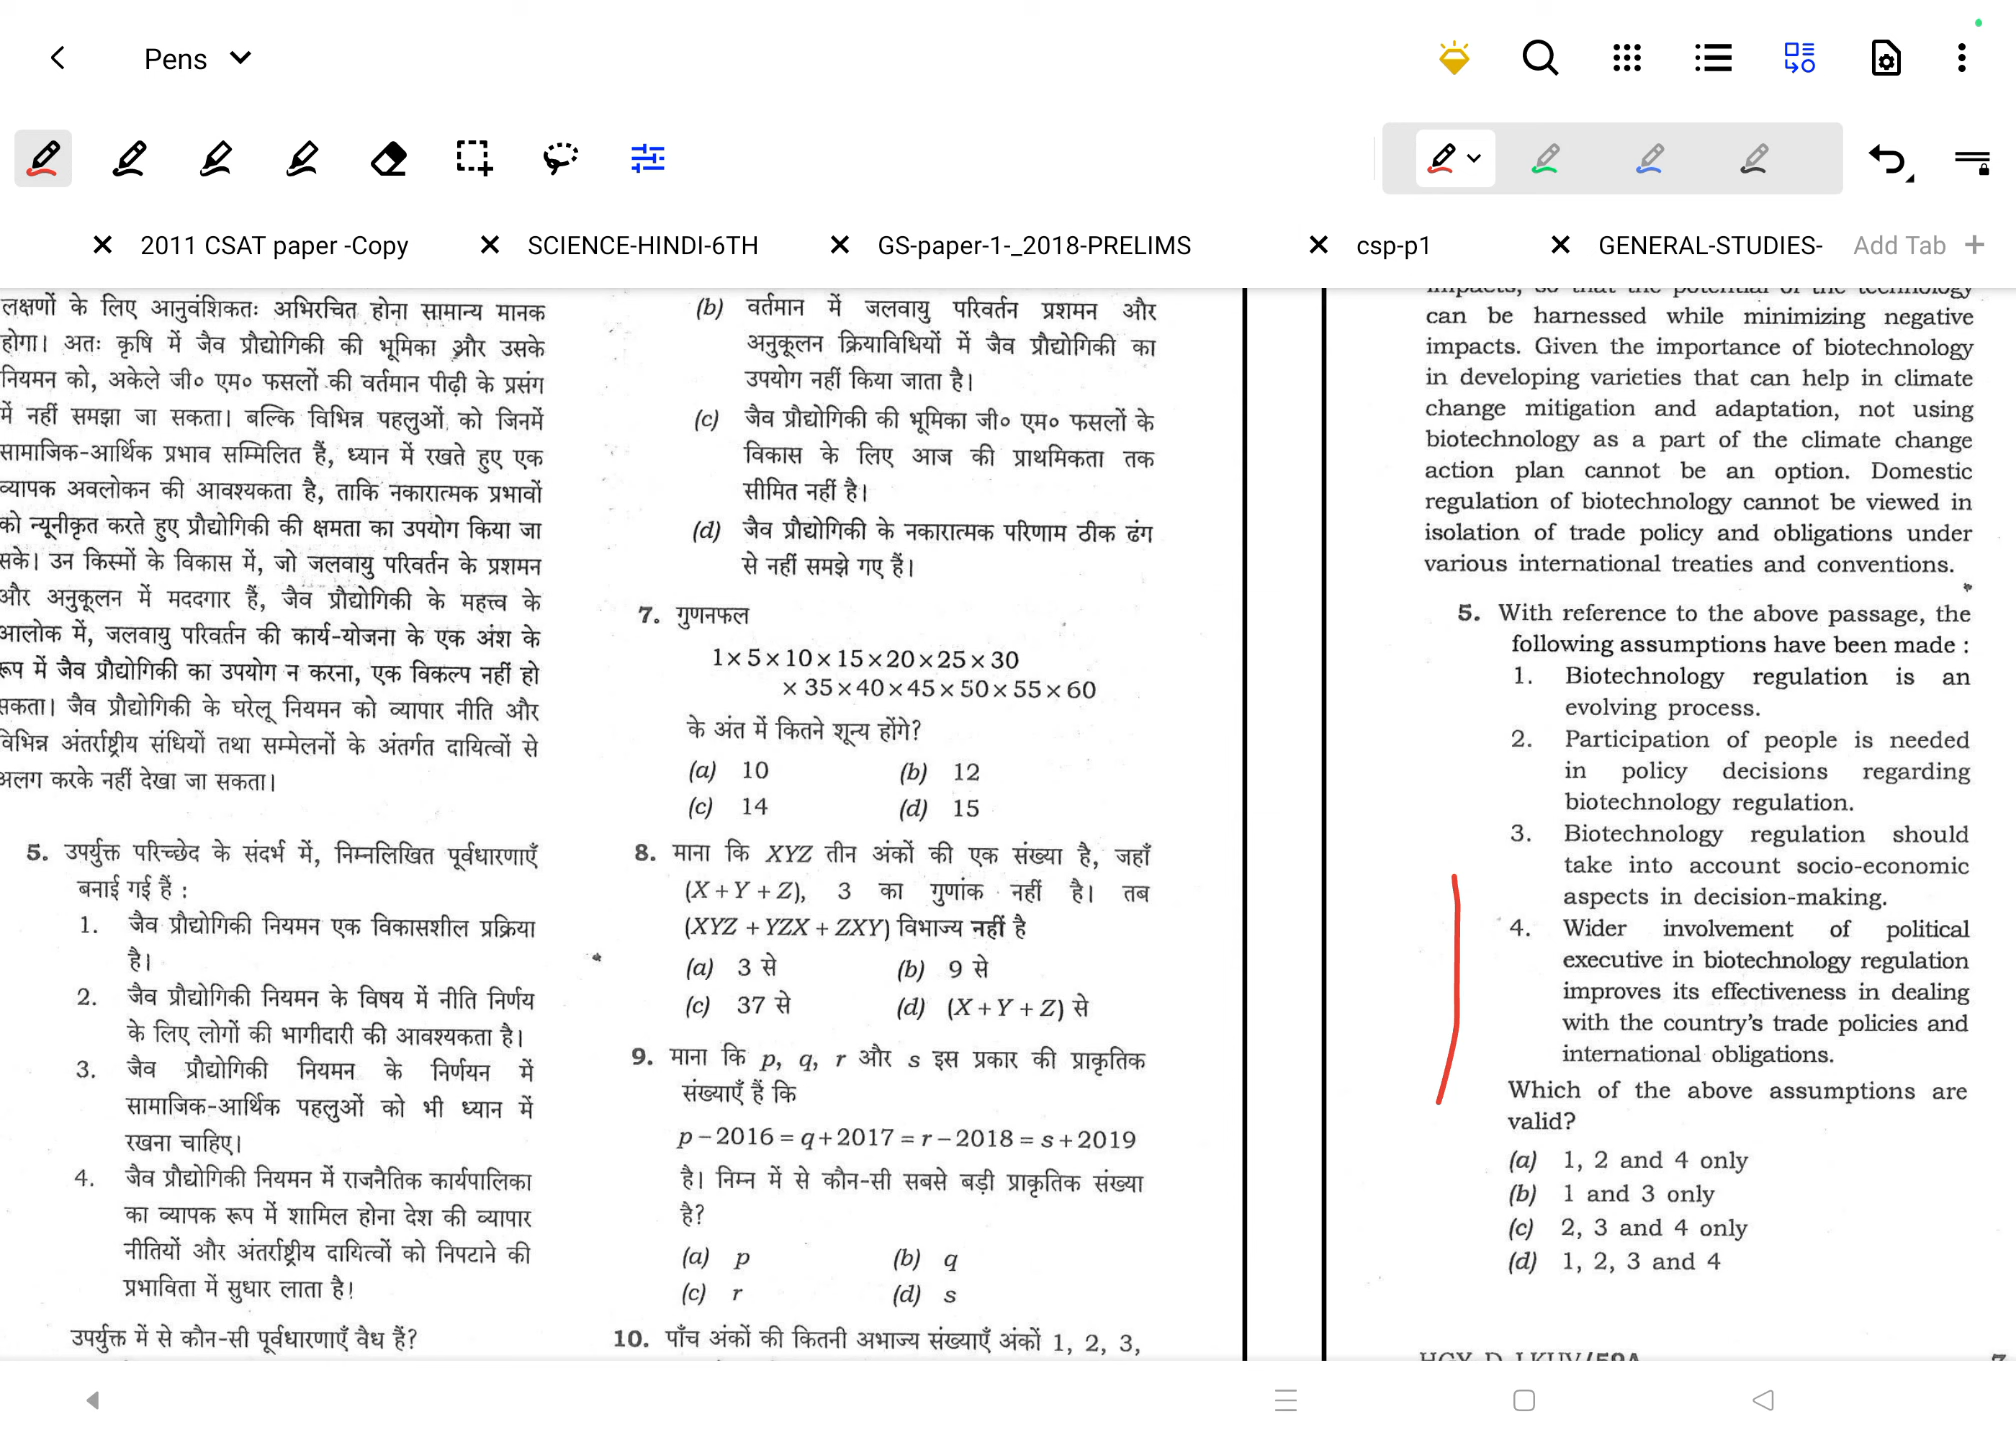 Pens
2011 CSAT paper -Copy
SCIENCE-HINDI-6TH
GS-paper-1-_2018-PRELIMS
csp-p1
GENERAL-STUDIES-
Add Tab +
लक्षणों के लिए आनुवंशिकतः अभिरचित होना सामान्य मानक
होगा। अतः कृषि में जैव प्रौद्योगिकी की भूमिका और उसके
नियमन को, अकेले जी० एम० फसलों की वर्तमान पीढ़ी के प्रसंग
में नहीं समझा जा सकता। बल्कि विभिन्न पहलुओं को जिनमें
सामाजिक-आर्थिक प्रभाव सम्मिलित हैं, ध्यान में रखते हुए एक
व्यापक अवलोकन की आवश्यकता है, ताकि नकारात्मक प्रभावों
को न्यूनीकृत करते हुए प्रौद्योगिकी की क्षमता का उपयोग किया जा
सके। उन किस्मों के विकास में, जो जलवायु परिवर्तन के प्रशमन
और अनुकूलन में मददगार हैं, जैव प्रौद्योगिकी के महत्त्व के
आलोक में, जलवायु परिवर्तन की कार्य-योजना के एक अंश के
रूप में जैव प्रौद्योगिकी का उपयोग न करना, एक विकल्प नहीं हो
सकता। जैव प्रौद्योगिकी के घरेलू नियमन को व्यापार नीति और
विभिन्न अंतर्राष्ट्रीय संधियों तथा सम्मेलनों के अंतर्गत दायित्वों से
अलग करके नहीं देखा जा सकता।
5. उपर्युक्त परिच्छेद के संदर्भ में, निम्नलिखित पूर्वधारणाएँ
बनाई गई हैं :
1. जैव प्रौद्योगिकी नियमन एक विकासशील प्रक्रिया
है।
2. जैव प्रौद्योगिकी नियमन के विषय में नीति निर्णय
के लिए लोगों की भागीदारी की आवश्यकता है।
3. जैव प्रौद्योगिकी नियमन के निर्णयन में
सामाजिक-आर्थिक पहलुओं को भी ध्यान में
रखना चाहिए।
4. जैव प्रौद्योगिकी नियमन में राजनैतिक कार्यपालिका
का व्यापक रूप में शामिल होना देश की व्यापार
नीतियों और अंतर्राष्ट्रीय दायित्वों को निपटाने की
प्रभाविता में सुधार लाता है!
उपर्युक्त में से कौन-सी पूर्वधारणाएँ वैध हैं?
(b) वर्तमान में जलवायु परिवर्तन प्रशमन और
अनुकूलन क्रियाविधियों में जैव प्रौद्योगिकी का
उपयोग नहीं किया जाता है।
(c) जैव प्रौद्योगिकी की भूमिका जी० एम० फसलों के
विकास के लिए आज की प्राथमिकता तक
सीमित नहीं है।
(d) जैव प्रौद्योगिकी के नकारात्मक परिणाम ठीक ढंग
से नहीं समझे गए हैं।
7. गुणनफल
1×5×10×15×20×25×30
×35×40×45×50×55×60
के अंत में कितने शून्य होंगे?
(a) 10 (b) 12
(c) 14 (d) 15
8. माना कि XYZ तीन अंकों की एक संख्या है, जहाँ
(X+Y+Z), 3 का गुणांक नहीं है। तब
(XYZ+YZX+ZXY) विभाज्य नहीं है
(a) 3 से (b) 9 से
(c) 37 से (d) (X+Y+Z) से
9. माना कि p, q, r और s इस प्रकार की प्राकृतिक
संख्याएँ हैं कि
p−2016=q+2017=r−2018=s+2019
है। निम्न में से कौन-सी सबसे बड़ी प्राकृतिक संख्या
है?
(a) p (b) q
(c) r (d) s
10. पाँच अंकों की कितनी अभाज्य संख्याएँ अंकों 1, 2, 3,
impacts, so that the potential of the technology
can be harnessed while minimizing negative
impacts. Given the importance of biotechnology
in developing varieties that can help in climate
change mitigation and adaptation, not using
biotechnology as a part of the climate change
action plan cannot be an option. Domestic
regulation of biotechnology cannot be viewed in
isolation of trade policy and obligations under
various international treaties and conventions.
5. With reference to the above passage, the
following assumptions have been made :
1. Biotechnology regulation is an
evolving process.
2. Participation of people is needed
in policy decisions regarding
biotechnology regulation.
3. Biotechnology regulation should
take into account socio-economic
aspects in decision-making.
4. Wider involvement of political
executive in biotechnology regulation
improves its effectiveness in dealing
with the country's trade policies and
international obligations.
Which of the above assumptions are
valid?
(a) 1, 2 and 4 only
(b) 1 and 3 only
(c) 2, 3 and 4 only
(d) 1, 2, 3 and 4